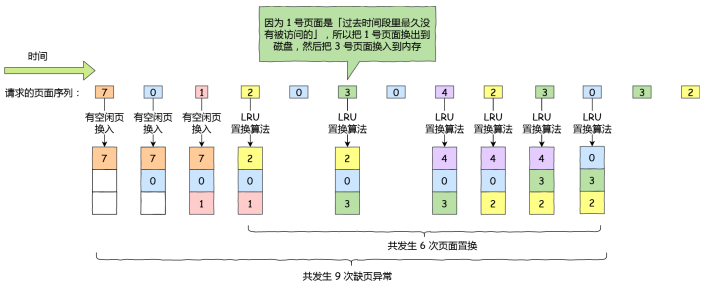 因为 1 号页面是「过去时间段里最久没
有被访问的」，所以把 1 号页面换出到
磁盘，然后把 3 号页面换入到内存
时间
请求的页面序列： 7 0 1 2 0 3 0 4 2 3 0 3 2
有空闲页 有空闲页 有空闲页 LRU LRU LRU LRU LRU LRU
换入 换入 换入 置换算法 置换算法 置换算法 置换算法 置换算法 置换算法
7 7 7 2 2 4 4 4 0
0 0 0 0 0 0 3 3
1 1 3 3 2 2 2
共发生 6 次页面置换
共发生 9 次缺页异常